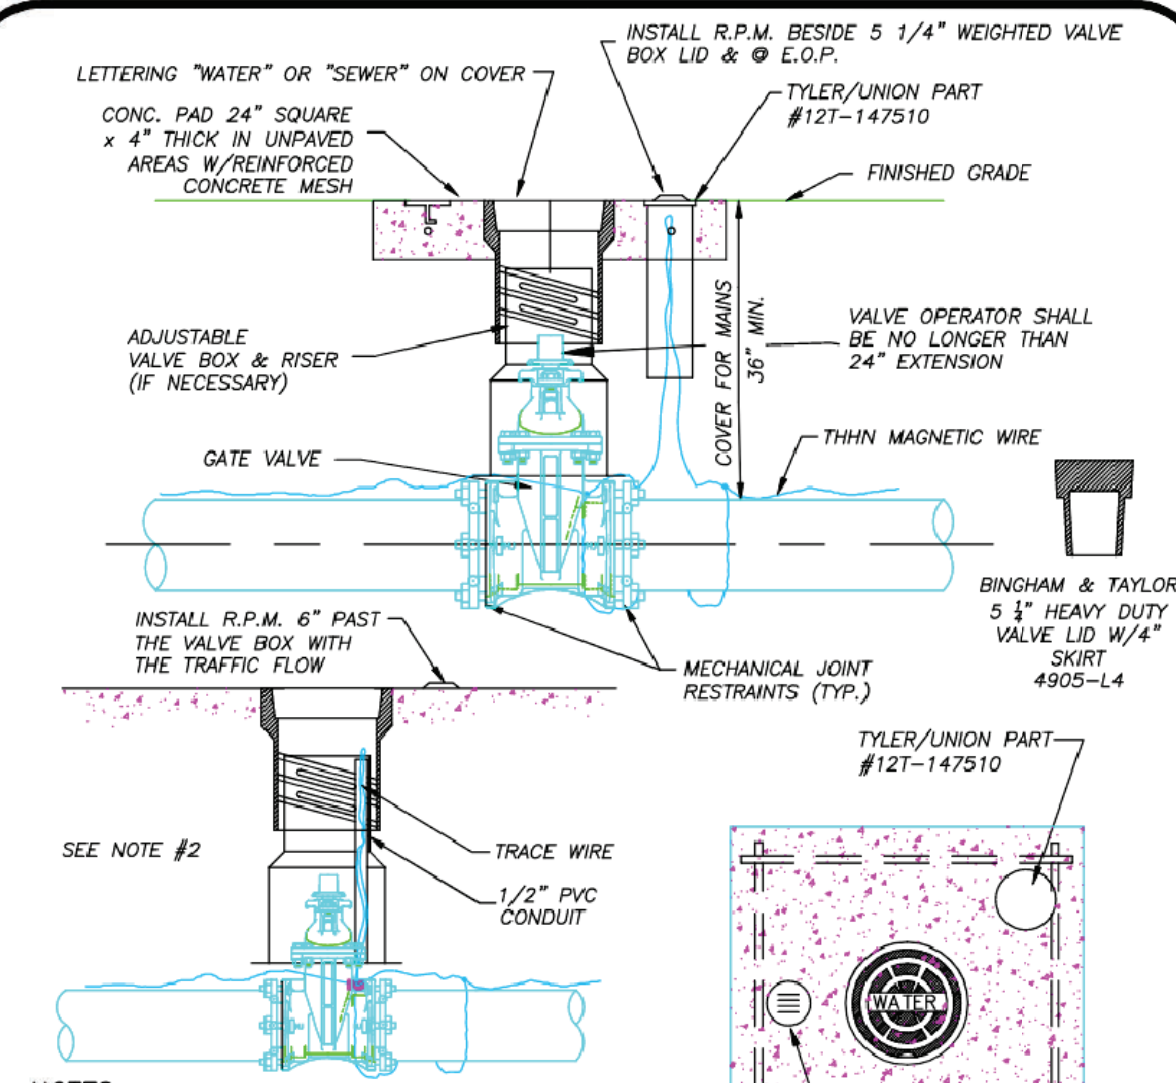 INSTALL R.P.M. BESIDE 5 1/4" WEIGHTED VALVE
BOX LID & @ E.O.P.
LETTERING "WATER" OR "SEWER" ON COVER
TYLER/UNION PART
#12T-147510
CONC. PAD 24" SQUARE
x 4" THICK IN UNPAVED
AREAS W/REINFORCED
CONCRETE MESH
FINISHED GRADE
COVER FOR MAINS
36" MIN.
VALVE OPERATOR SHALL
BE NO LONGER THAN
24" EXTENSION
ADJUSTABLE
VALVE BOX & RISER
(IF NECESSARY)
THHN MAGNETIC WIRE
GATE VALVE
BINGHAM & TAYLOR
5 1/4" HEAVY DUTY
VALVE LID W/4"
SKIRT
4905-L4
INSTALL R.P.M. 6" PAST
THE VALVE BOX WITH
THE TRAFFIC FLOW
MECHANICAL JOINT
RESTRAINTS (TYP.)
TYLER/UNION PART
#12T-147510
SEE NOTE #2
TRACE WIRE
1/2" PVC
CONDUIT
WATER